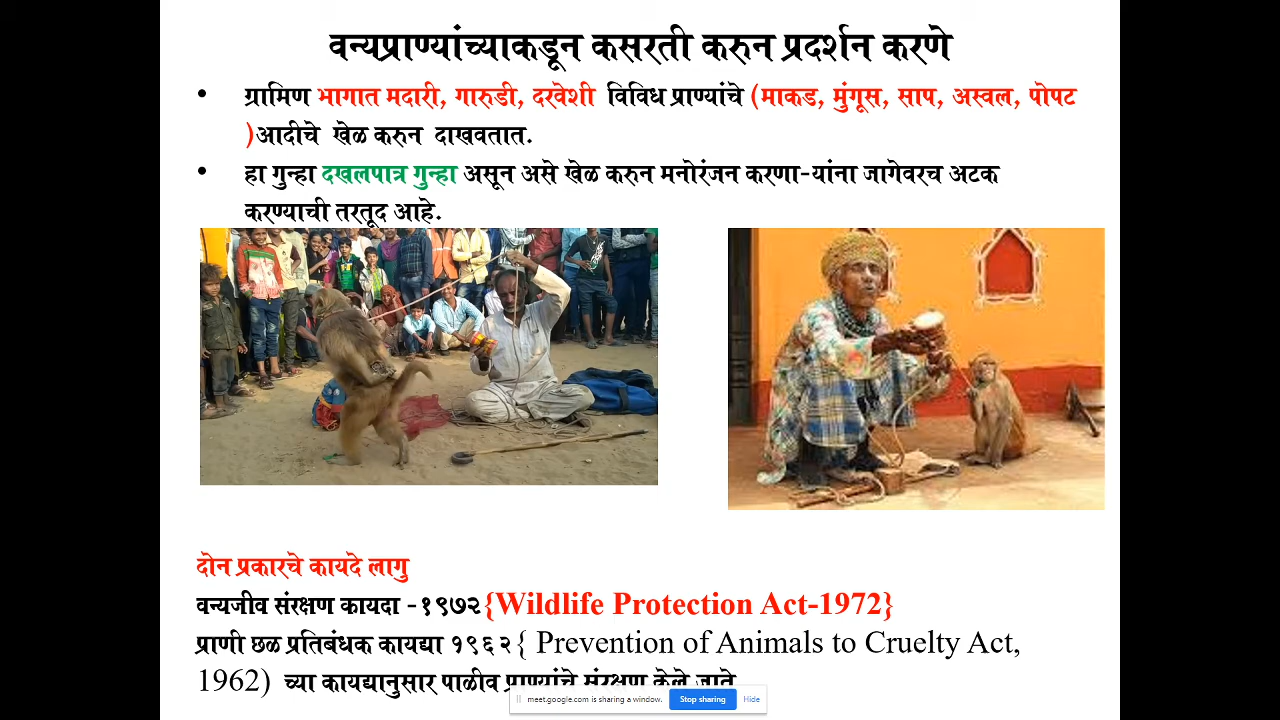 वन्यप्राण्यांच्याकडून कसरती करुन प्रदर्शन करणे
• ग्रामिण भागात मदारी, गारुडी, दरवेशी विविध प्राण्यांचे (माकड, मुंगूस, साप, अस्वल, पोपट
)आदीचे खेळ करुन दाखवतात.
• हा गुन्हा दखलपात्र गुन्हा असून असे खेळ करुन मनोरंजन करणा-यांना जागेवरच अटक
करण्याची तरतूद आहे.
दोन प्रकारचे कायदे लागु
वन्यजीव संरक्षण कायदा -१९७२{Wildlife Protection Act-1972}
प्राणी छळ प्रतिबंधक कायद्या १९६२{ Prevention of Animals to Cruelty Act,
1962) च्या कायद्यानुसार पाळीव प्राण्यांचे संरक्षण केले जाते
meet.google.com is sharing a window. Stop sharing Hide